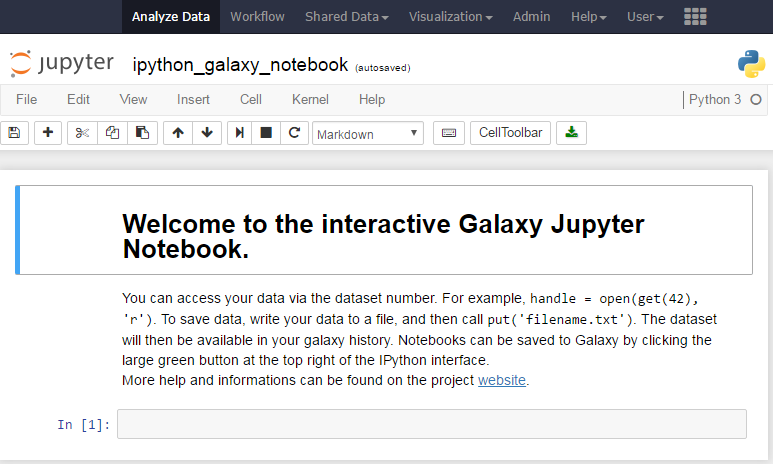 Analyze Data Workflow Shared Data Visualization Admin Help User
jupyter ipython_galaxy_notebook (autosaved)
File Edit View Insert Cell Kernel Help Python 3
Markdown CellToolbar
Welcome to the interactive Galaxy Jupyter
Notebook.
You can access your data via the dataset number. For example, handle = open(get(42),
'r'). To save data, write your data to a file, and then call put('filename.txt'). The dataset
will then be available in your galaxy history. Notebooks can be saved to Galaxy by clicking the
large green button at the top right of the IPython interface.
More help and informations can be found on the project website.
In [1]: